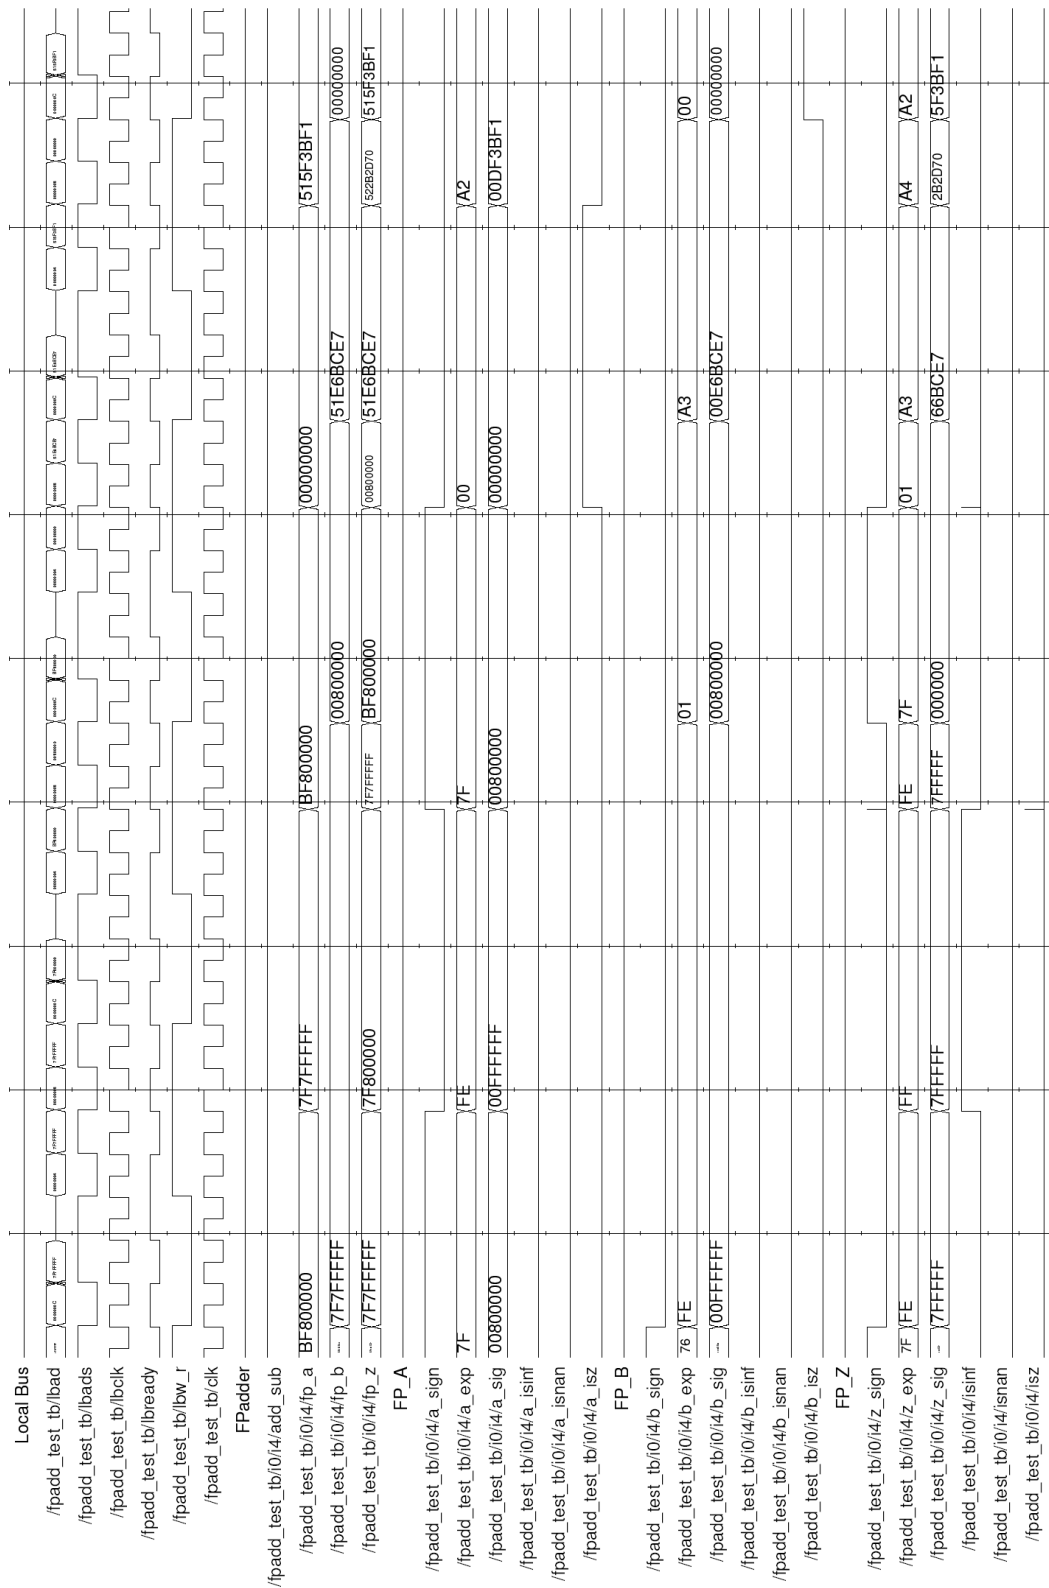 Local Bus
/fpadd_test_tb/lbad
/fpadd_test_tb/lbads
/fpadd_test_tb/lbclk
/fpadd_test_tb/lbready
/fpadd_test_tb/lbw_r
/fpadd_test_tb/clk
FPadder
/fpadd_test_tb/i0/i4/add_sub
/fpadd_test_tb/i0/i4/fp_a BF800000 7F7FFFFF BF800000 00000000 515F3BF1
/fpadd_test_tb/i0/i4/fp_b 7F7FFFFF 00800000 51E6BCE7 00000000
/fpadd_test_tb/i0/i4/fp_z 7F7FFFFF 7F800000 7F7FFFFF BF800000 00800000 51E6BCE7 522B2D70 515F3BF1
FP_A
/fpadd_test_tb/i0/i4/a_sign
/fpadd_test_tb/i0/i4/a_exp 7F FE 7F 00 A2
/fpadd_test_tb/i0/i4/a_sig 00800000 00FFFFFF 00800000 00000000 00DF3BF1
/fpadd_test_tb/i0/i4/a_isinf
/fpadd_test_tb/i0/i4/a_isnan
/fpadd_test_tb/i0/i4/a_isz
FP_B
/fpadd_test_tb/i0/i4/b_sign
/fpadd_test_tb/i0/i4/b_exp 76 FE 01 A3 00
/fpadd_test_tb/i0/i4/b_sig 00FFFFFF 00800000 00E6BCE7 00000000
/fpadd_test_tb/i0/i4/b_isinf
/fpadd_test_tb/i0/i4/b_isnan
/fpadd_test_tb/i0/i4/b_isz
FP_Z
/fpadd_test_tb/i0/i4/z_sign
/fpadd_test_tb/i0/i4/z_exp 7F FE FF FE 7F 01 A3 A4 A2
/fpadd_test_tb/i0/i4/z_sig 7FFFFF 7FFFFF 7FFFFF 000000 66BCE7 2B2D70 5F3BF1
/fpadd_test_tb/i0/i4/isinf
/fpadd_test_tb/i0/i4/isnan
/fpadd_test_tb/i0/i4/isz